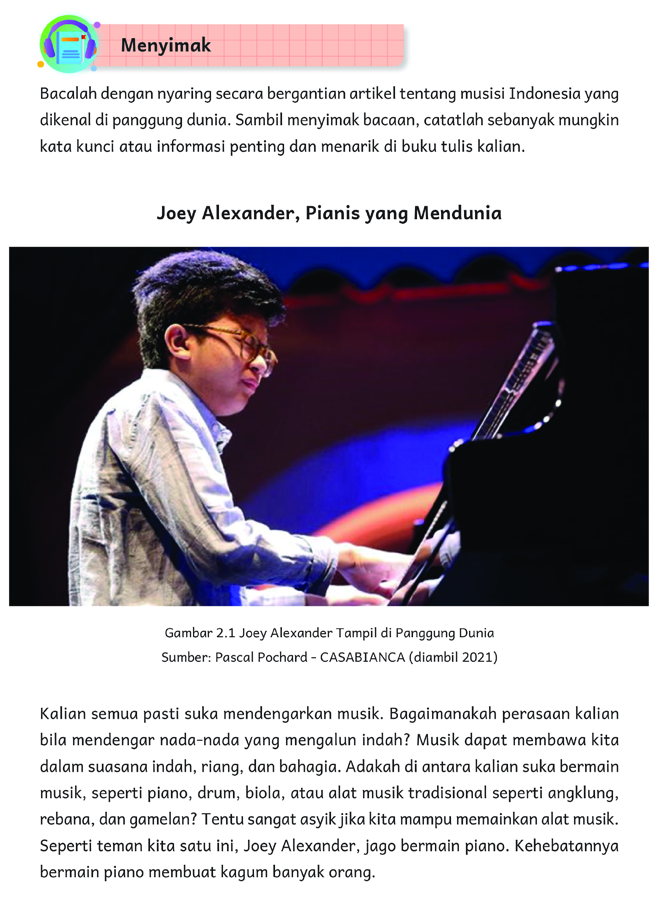 Menyimak
Bacalah dengan nyaring secara bergantian artikel tentang musisi Indonesia yang
dikenal di panggung dunia. Sambil menyimak bacaan, catatlah sebanyak mungkin
kata kunci atau informasi penting dan menarik di buku tulis kalian.
Joey Alexander, Pianis yang Mendunia
Gambar 2.1 Joey Alexander Tampil di Panggung Dunia
Sumber: Pascal Pochard - CASABIANCA (diambil 2021)
Kalian semua pasti suka mendengarkan musik. Bagaimanakah perasaan kalian
bila mendengar nada-nada yang mengalun indah? Musik dapat membawa kita
dalam suasana indah, riang, dan bahagia. Adakah di antara kalian suka bermain
musik, seperti piano, drum, biola, atau alat musik tradisional seperti angklung,
rebana, dan gamelan? Tentu sangat asyik jika kita mampu memainkan alat musik.
Seperti teman kita satu ini, Joey Alexander, jago bermain piano. Kehebatannya
bermain piano membuat kagum banyak orang.